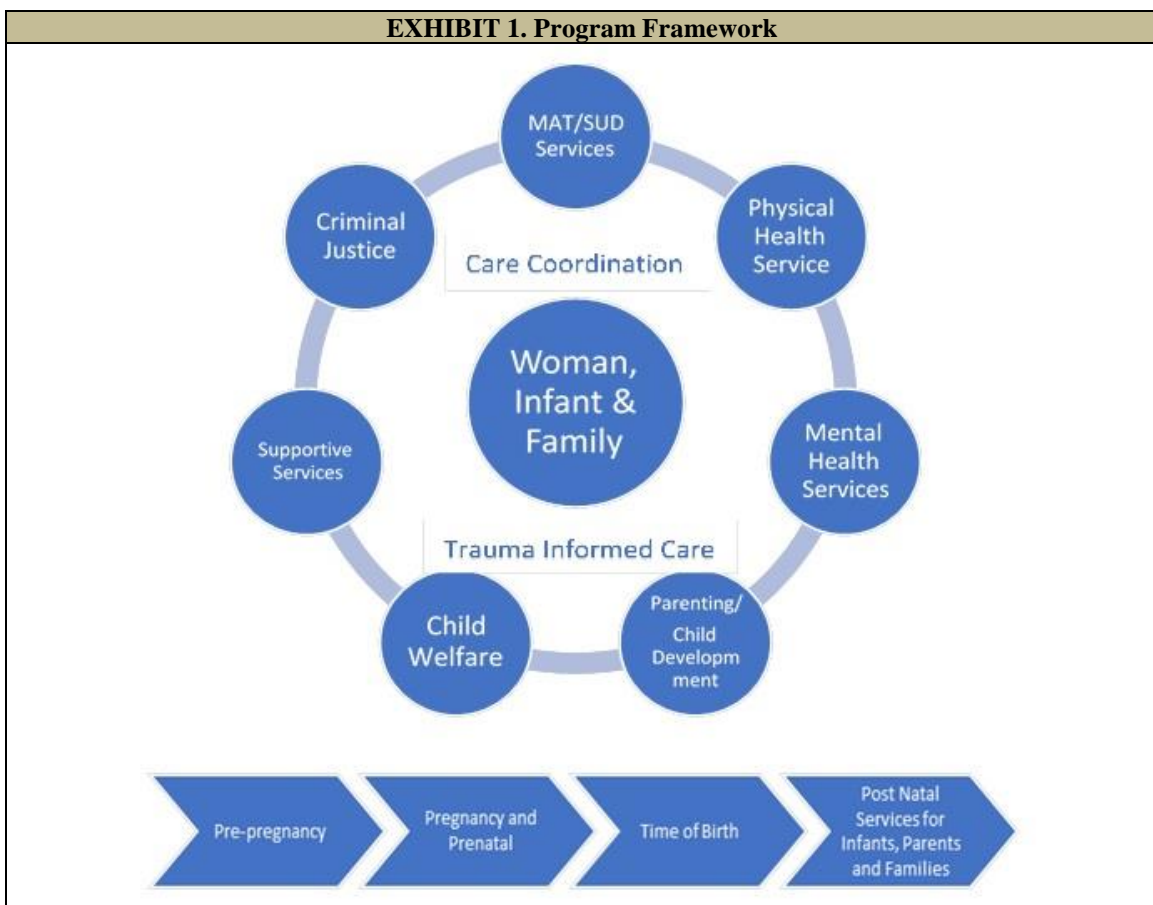 EXHIBIT 1. Program Framework
MAT/SUD
Services
Physical
Health
Service
Mental
Health
Services
Parenting/
Child
Developm
ment
Child
Welfare
Supportive
Services
Criminal
Justice
Care Coordination
Woman,
Infant &
Family
Trauma Informed Care
Pre-pregnancy
Pregnancy and
Prenatal
Time of Birth
Post Natal
Services for
Infants, Parents
and Families